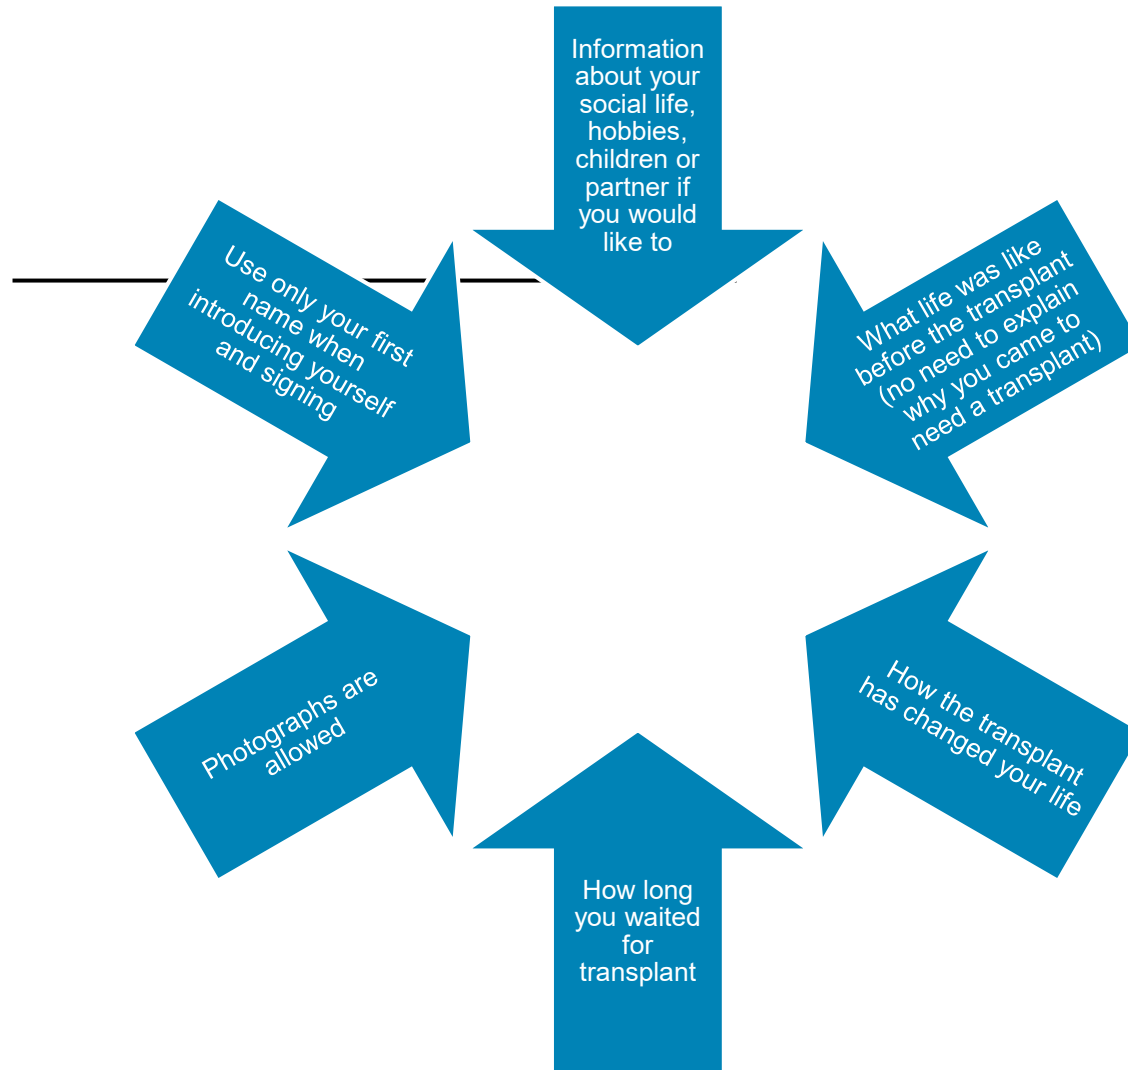 Information
about your
social life,
hobbies,
children or
partner if
you would
like to
What life was like
before the transplant
(no need to explain
why you came to
need a transplant)
How the transplant
has changed your life
How long
you waited
for
transplant
Photographs are
allowed
Use only your first
name when
introducing yourself
and signing